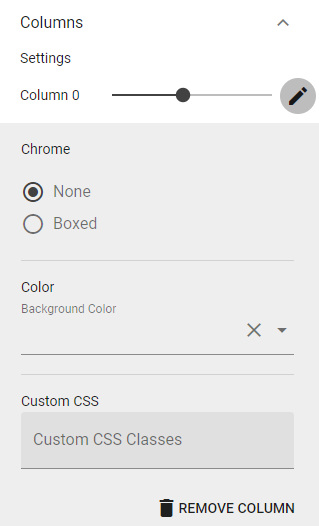 Columns
Settings
Column 0
Chrome
None
Boxed
Color
Background Color
Custom CSS
Custom CSS Classes
REMOVE COLUMN